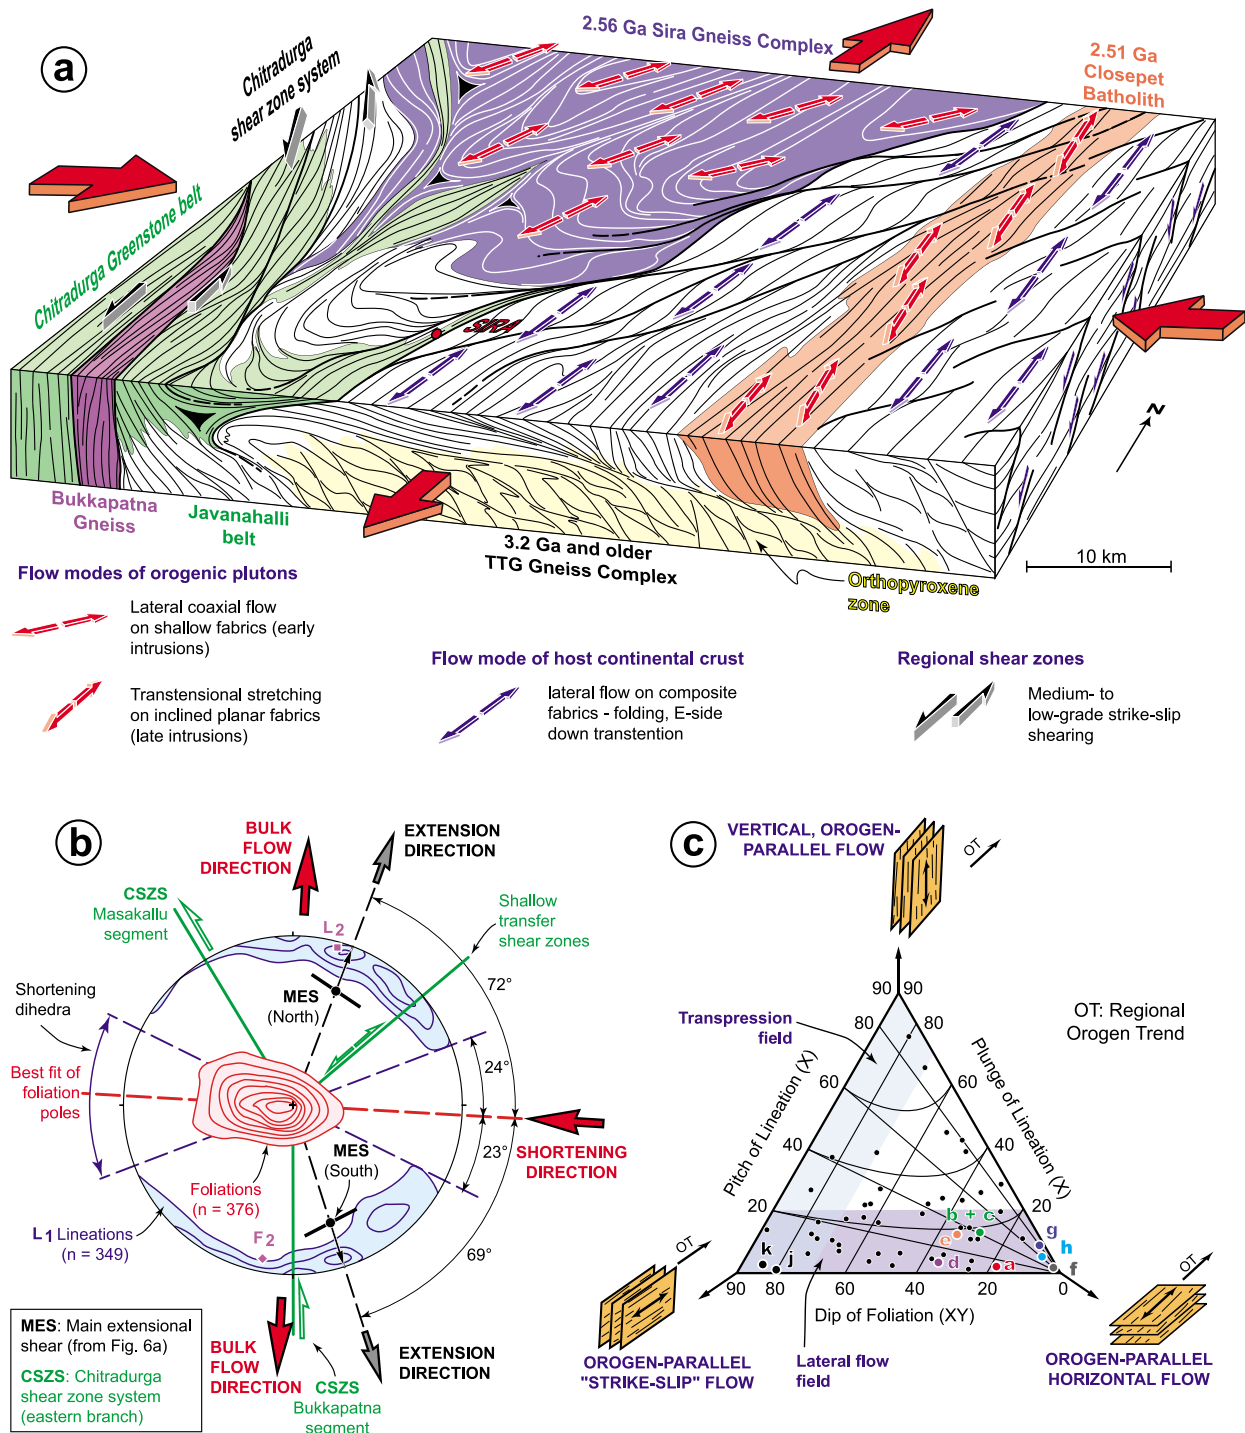 a
2.56 Ga Sira Gneiss Complex
2.51 Ga
Closepet
Batholith
Chitradurga
shear zone system
Chitradurga Greenstone belt
SIRA
N
Bukkapatna
Gneiss
Javanahalli
belt
3.2 Ga and older
TTG Gneiss Complex
Orthopyroxene
zone
10 km
Flow modes of orogenic plutons
Lateral coaxial flow
on shallow fabrics (early
intrusions)
Transtensional stretching
on inclined planar fabrics
(late intrusions)
Flow mode of host continental crust
lateral flow on composite
fabrics - folding, E-side
down transtention
Regional shear zones
Medium- to
low-grade strike-slip
shearing
b
BULK
FLOW
DIRECTION
EXTENSION
DIRECTION
CSZS
Masakallu
segment
L2
Shallow
transfer
shear zones
72°
MES
(North)
Shortening
dihedra
24°
Best fit of
foliation
poles
SHORTENING
DIRECTION
23°
MES
(South)
Foliations
(n = 376)
L1 Lineations
(n = 349)
F2
69°
BULK
FLOW
DIRECTION
EXTENSION
DIRECTION
CSZS
Bukkapatna
segment
MES: Main extensional
shear (from Fig. 6a)
CSZS: Chitradurga
shear zone system
(eastern branch)
c
VERTICAL, OROGEN-
PARALLEL FLOW
OT
OT: Regional
Orogen Trend
Transpression
field
90 90
80 80
60 60
40 40
20 20
Pitch of Lineation (X)
Plunge of Lineation (X)
b + c
g
e
h
k
j
d
a
f
90 80 60 40 20 0
Dip of Foliation (XY)
OT
OT
OROGEN-PARALLEL
"STRIKE-SLIP" FLOW
Lateral flow
field
OROGEN-PARALLEL
HORIZONTAL FLOW